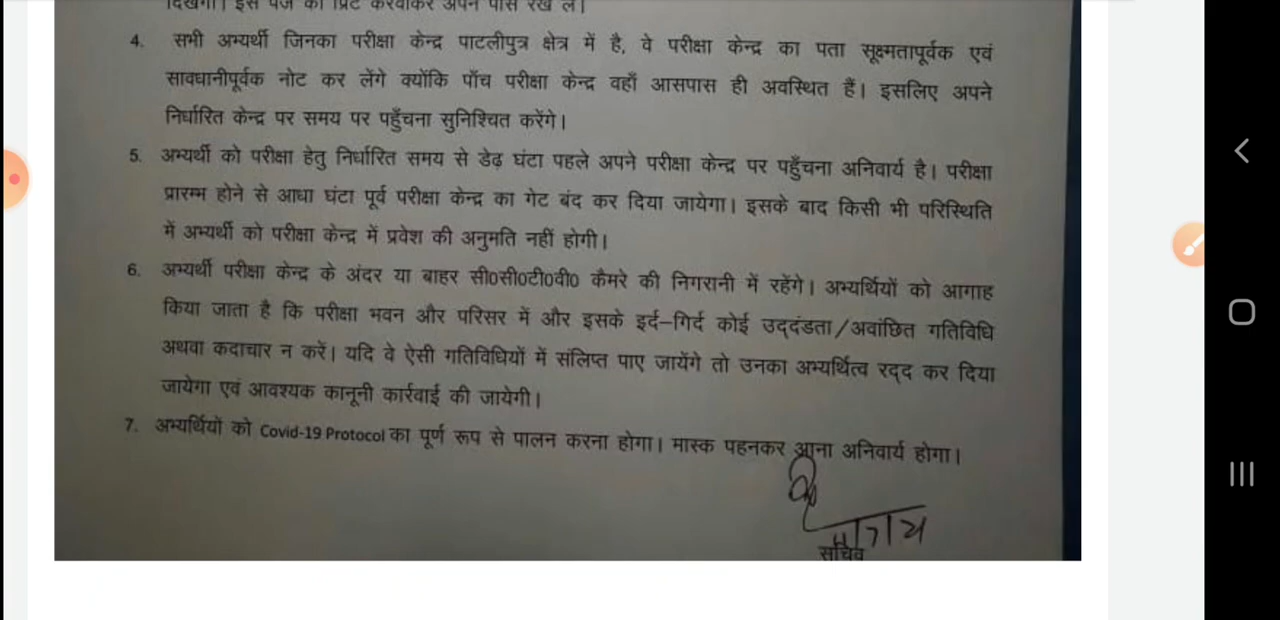 दिखेगा। इस पेज को प्रिंट करवाकर अपने पास रख लें।
4. सभी अभ्यर्थी जिनका परीक्षा केन्द्र पाटलीपुत्र क्षेत्र में है, वे परीक्षा केन्द्र का पता सूक्ष्मतापूर्वक एवं
सावधानीपूर्वक नोट कर लेंगे क्योंकि पाँच परीक्षा केन्द्र वहाँ आसपास ही अवस्थित हैं। इसलिए अपने
निर्धारित केन्द्र पर समय पर पहुँचना सुनिश्चित करेंगे।
5. अभ्यर्थी को परीक्षा हेतु निर्धारित समय से डेढ़ घंटा पहले अपने परीक्षा केन्द्र पर पहुँचना अनिवार्य है। परीक्षा
प्रारम्भ होने से आधा घंटा पूर्व परीक्षा केन्द्र का गेट बंद कर दिया जायेगा। इसके बाद किसी भी परिस्थिति
में अभ्यर्थी को परीक्षा केन्द्र में प्रवेश की अनुमति नहीं होगी।
6. अभ्यर्थी परीक्षा केन्द्र के अंदर या बाहर सी0सी0टी0वी0 कैमरे की निगरानी में रहेंगे। अभ्यर्थियों को आगाह
किया जाता है कि परीक्षा भवन और परिसर में और इसके इर्द-गिर्द कोई उद्दंडता/अवांछित गतिविधि
अथवा कदाचार न करें। यदि वे ऐसी गतिविधियों में संलिप्त पाए जायेंगे तो उनका अभ्यर्थित्व रद्द कर दिया
जायेगा एवं आवश्यक कानूनी कार्रवाई की जायेगी।
7. अभ्यर्थियों को Covid-19 Protocol का पूर्ण रूप से पालन करना होगा। मास्क पहनकर आना अनिवार्य होगा।
सचिव